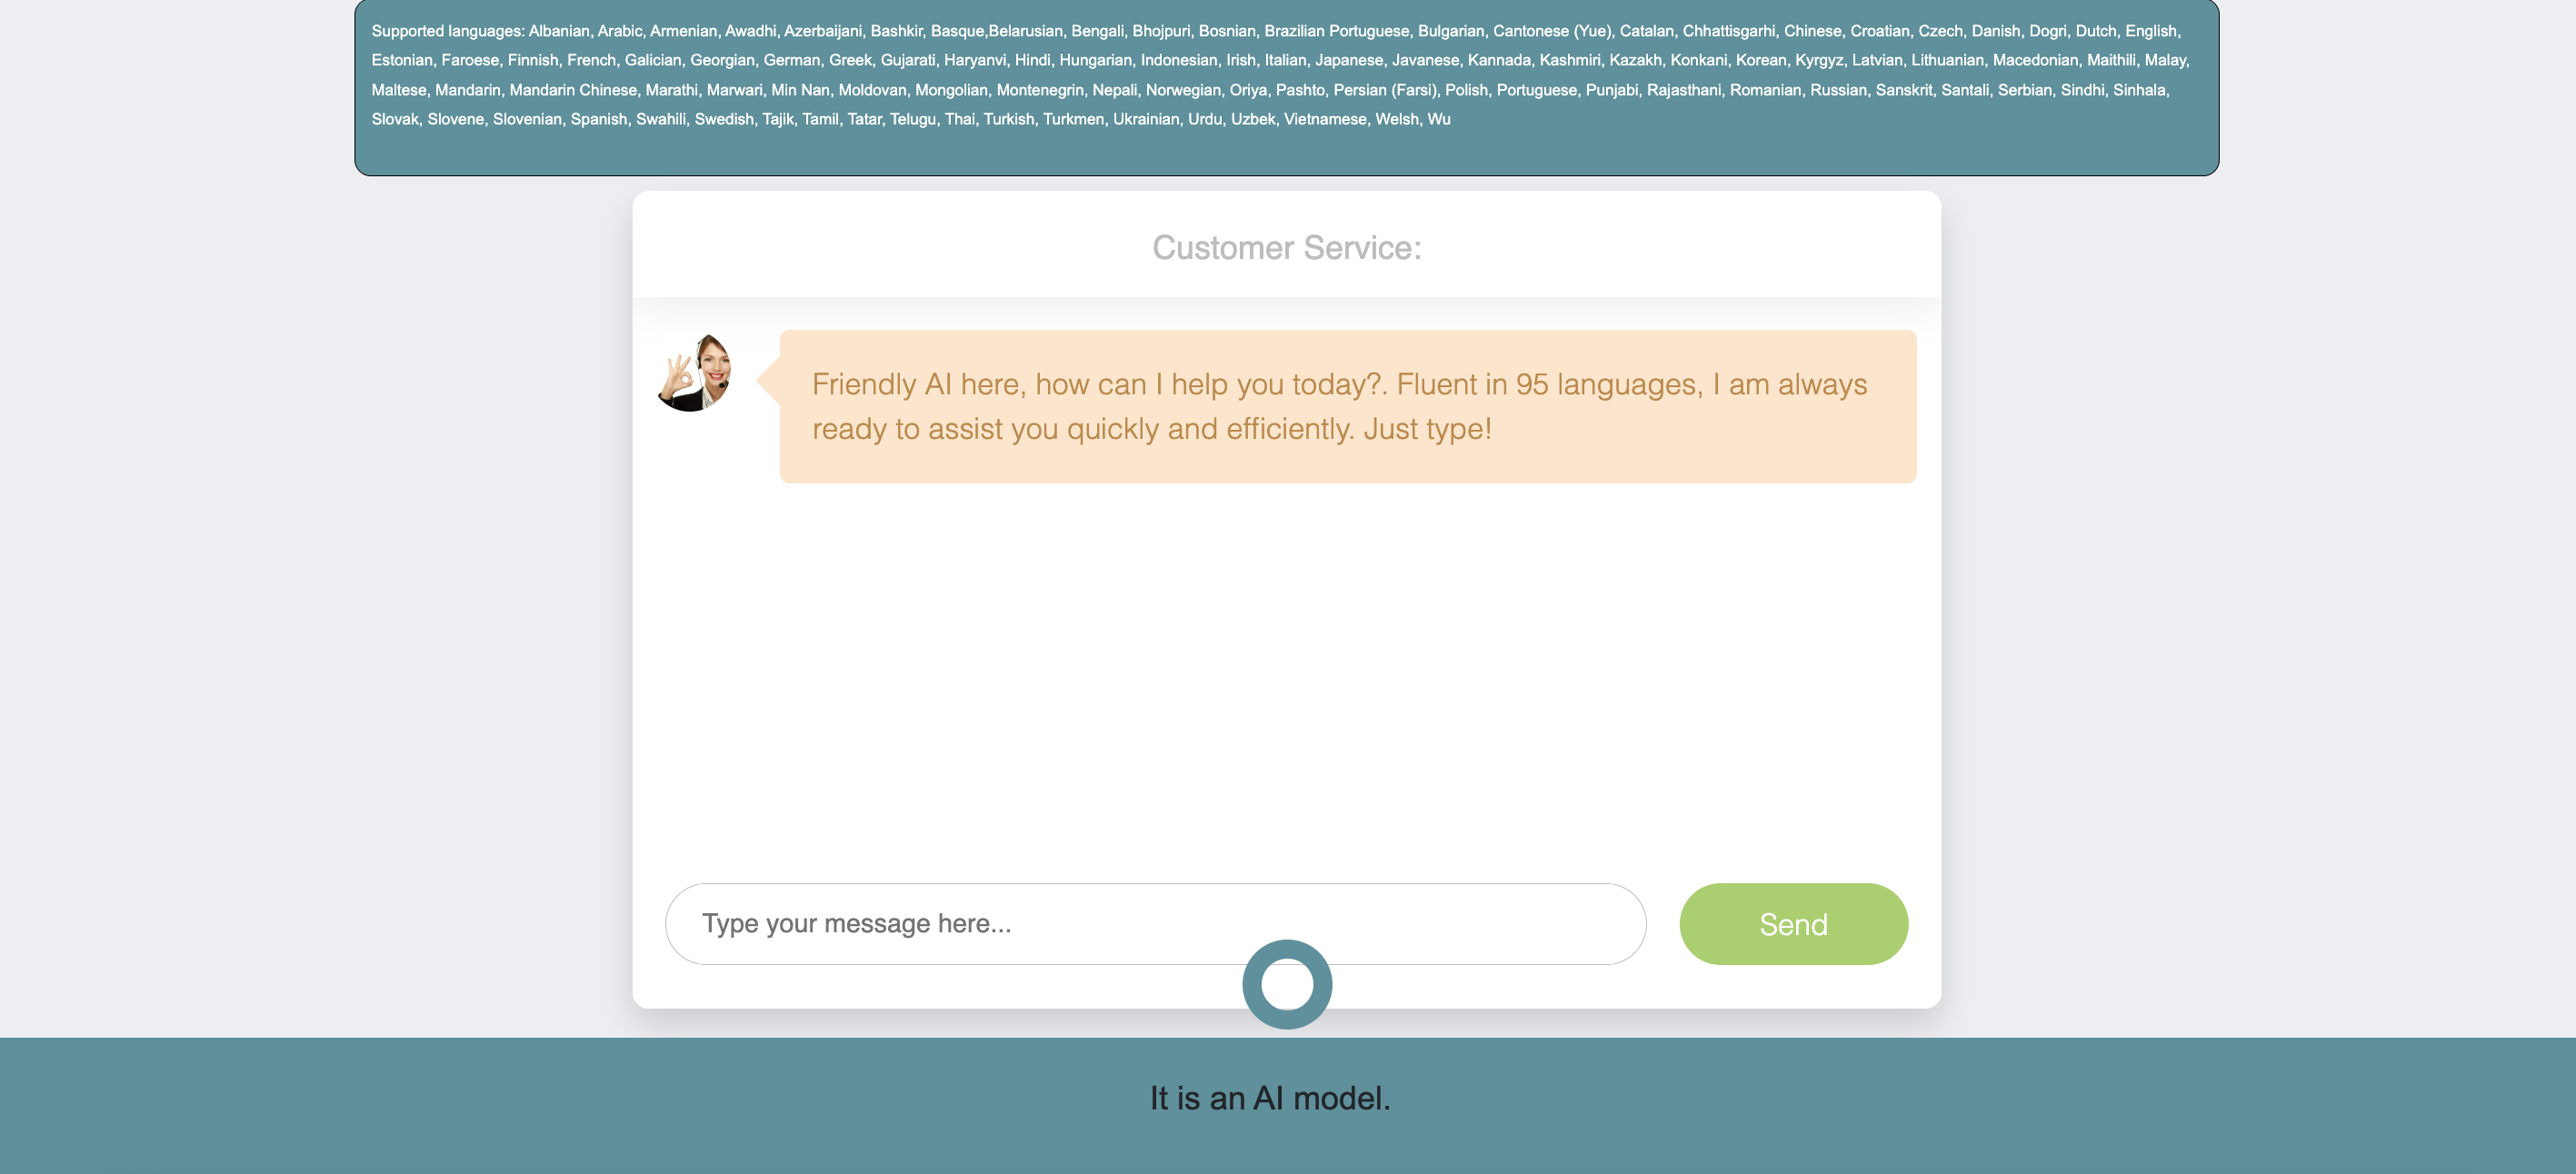 Supported languages: Albanian, Arabic, Armenian, Awadhi, Azerbaijani, Bashkir, Basque,Belarusian, Bengali, Bhojpuri, Bosnian, Brazilian Portuguese, Bulgarian, Cantonese (Yue), Catalan, Chhattisgarhi, Chinese, Croatian, Czech, Danish, Dogri, Dutch, English,
Estonian, Faroese, Finnish, French, Galician, Georgian, German, Greek, Gujarati, Haryanvi, Hindi, Hungarian, Indonesian, Irish, Italian, Japanese, Javanese, Kannada, Kashmiri, Kazakh, Konkani, Korean, Kyrgyz, Latvian, Lithuanian, Macedonian, Maithili, Malay,
Maltese, Mandarin, Mandarin Chinese, Marathi, Marwari, Min Nan, Moldovan, Mongolian, Montenegrin, Nepali, Norwegian, Oriya, Pashto, Persian (Farsi), Polish, Portuguese, Punjabi, Rajasthani, Romanian, Russian, Sanskrit, Santali, Serbian, Sindhi, Sinhala,
Slovak, Slovene, Slovenian, Spanish, Swahili, Swedish, Tajik, Tamil, Tatar, Telugu, Thai, Turkish, Turkmen, Ukrainian, Urdu, Uzbek, Vietnamese, Welsh, Wu
Customer Service:
Friendly AI here, how can I help you today?. Fluent in 95 languages, I am always
ready to assist you quickly and efficiently. Just type!
Type your message here...
Send
It is an AI model.